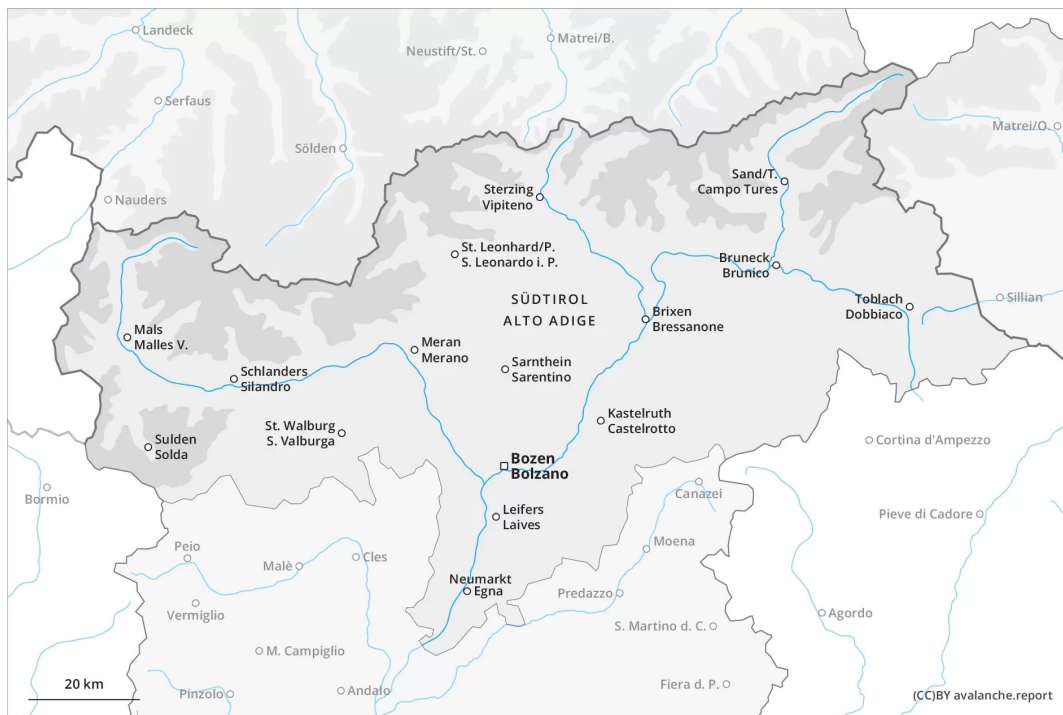 Landeck
Matrei/B.
Neustift/St.
Serfaus
Matrei/O.
Sölden
Sand/T.
Campo Tures
Sterzing
Vipiteno
Nauders
St. Leonhard/P.
S. Leonardo i. P.
Bruneck
Brunico
SÜDTIROL
ALTO ADIGE
Toblach
Dobbiaco
Sillian
Brixen
Bressanone
Mals
Malles V.
Meran
Merano
Sarnthein
Sarentino
Schlanders
Silandro
Kastelruth
Castelrotto
St. Walburg
S. Valburga
Sulden
Solda
Cortina d'Ampezzo
Bozen
Bolzano
Bormio
Canazei
Leifers
Laives
Pieve di Cadore
Peio
Moena
Cles
Malè
Neumarkt
Egna
Predazzo
Vermiglio
Agordo
S. Martino d. C.
M. Campiglio
20 km
Pinzolo
Andalo
Fiera d. P.
(CC)BY avalanche.report